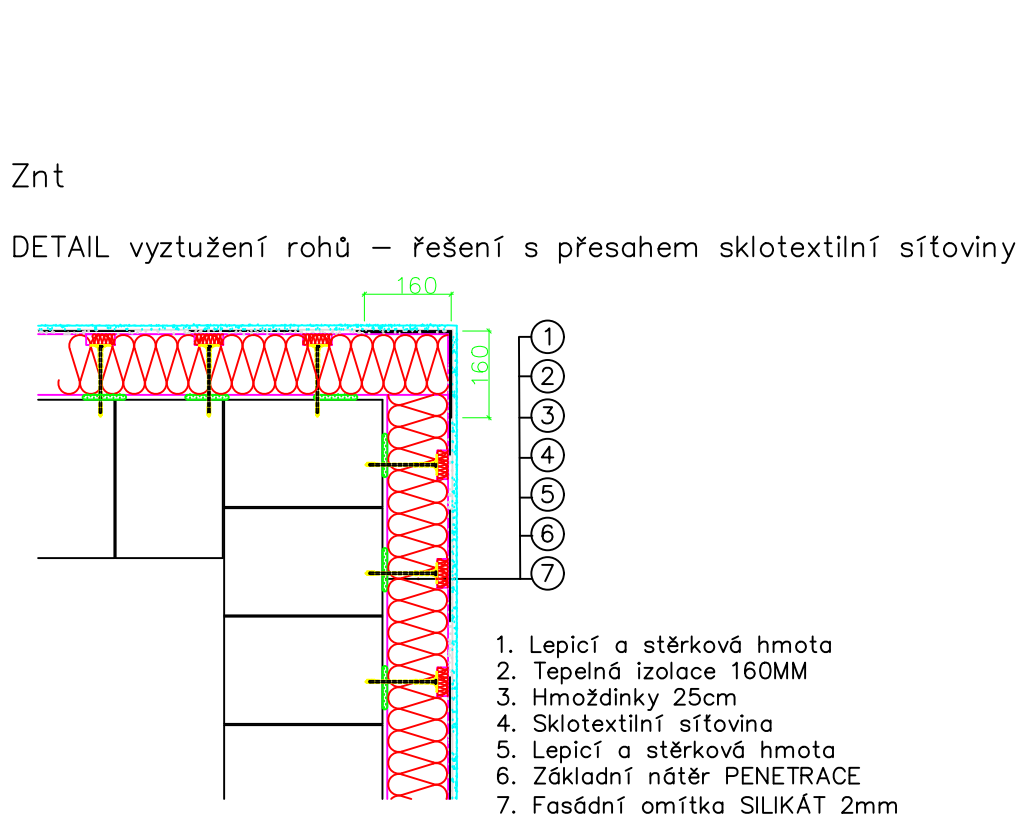 Znt
DETAIL vyztužení rohů – řešení s přesahem sklotextilní síťoviny
160
160
1
2
3
4
5
6
7
1. Lepicí a stěrková hmota
2. Tepelná izolace 160MM
3. Hmoždinky 25cm
4. Sklotextilní síťovina
5. Lepicí a stěrková hmota
6. Základní nátěr PENETRACE
7. Fasádní omítka SILIKÁT 2mm